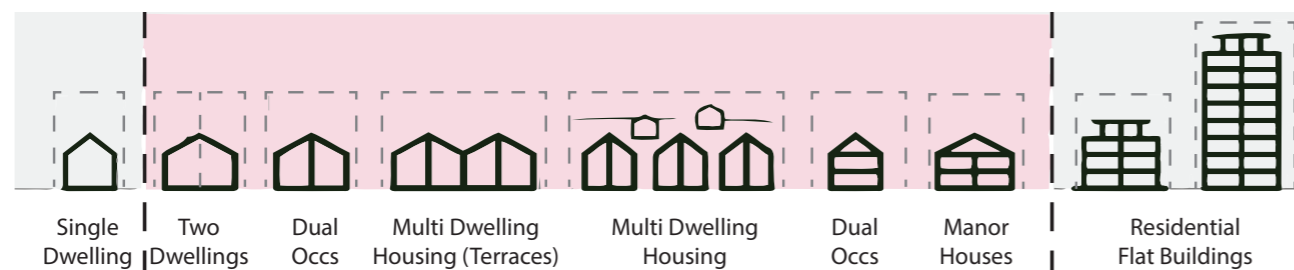 Single
Dwelling
Two
Dwellings
Dual
Occs
Multi Dwelling
Housing (Terraces)
Multi Dwelling
Housing
Dual
Occs
Manor
Houses
Residential
Flat Buildings